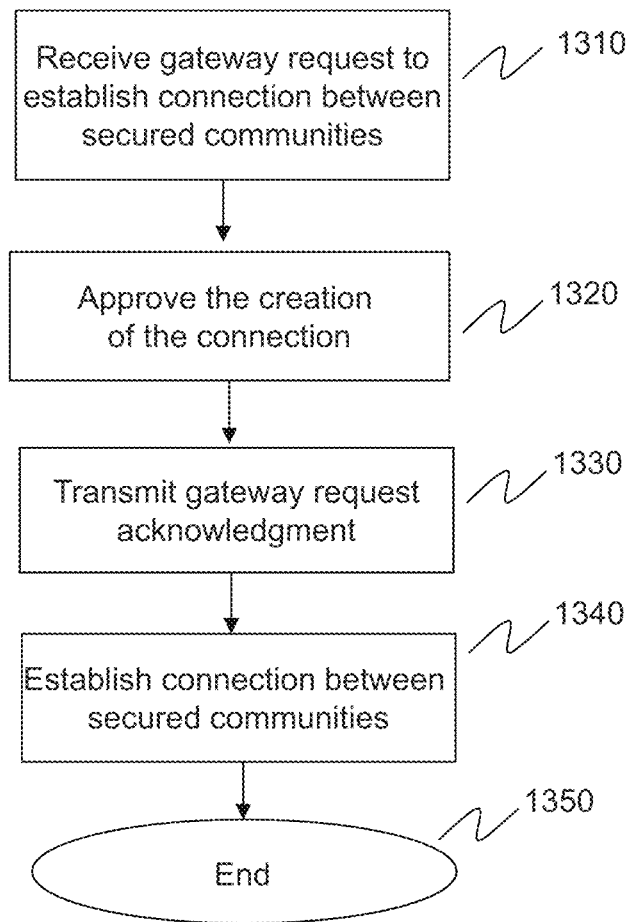 Receive gateway request to
establish connection between
secured communities
1310
Approve the creation
of the connection
1320
Transmit gateway request
acknowledgment
1330
Establish connection between
secured communities
1340
End
1350